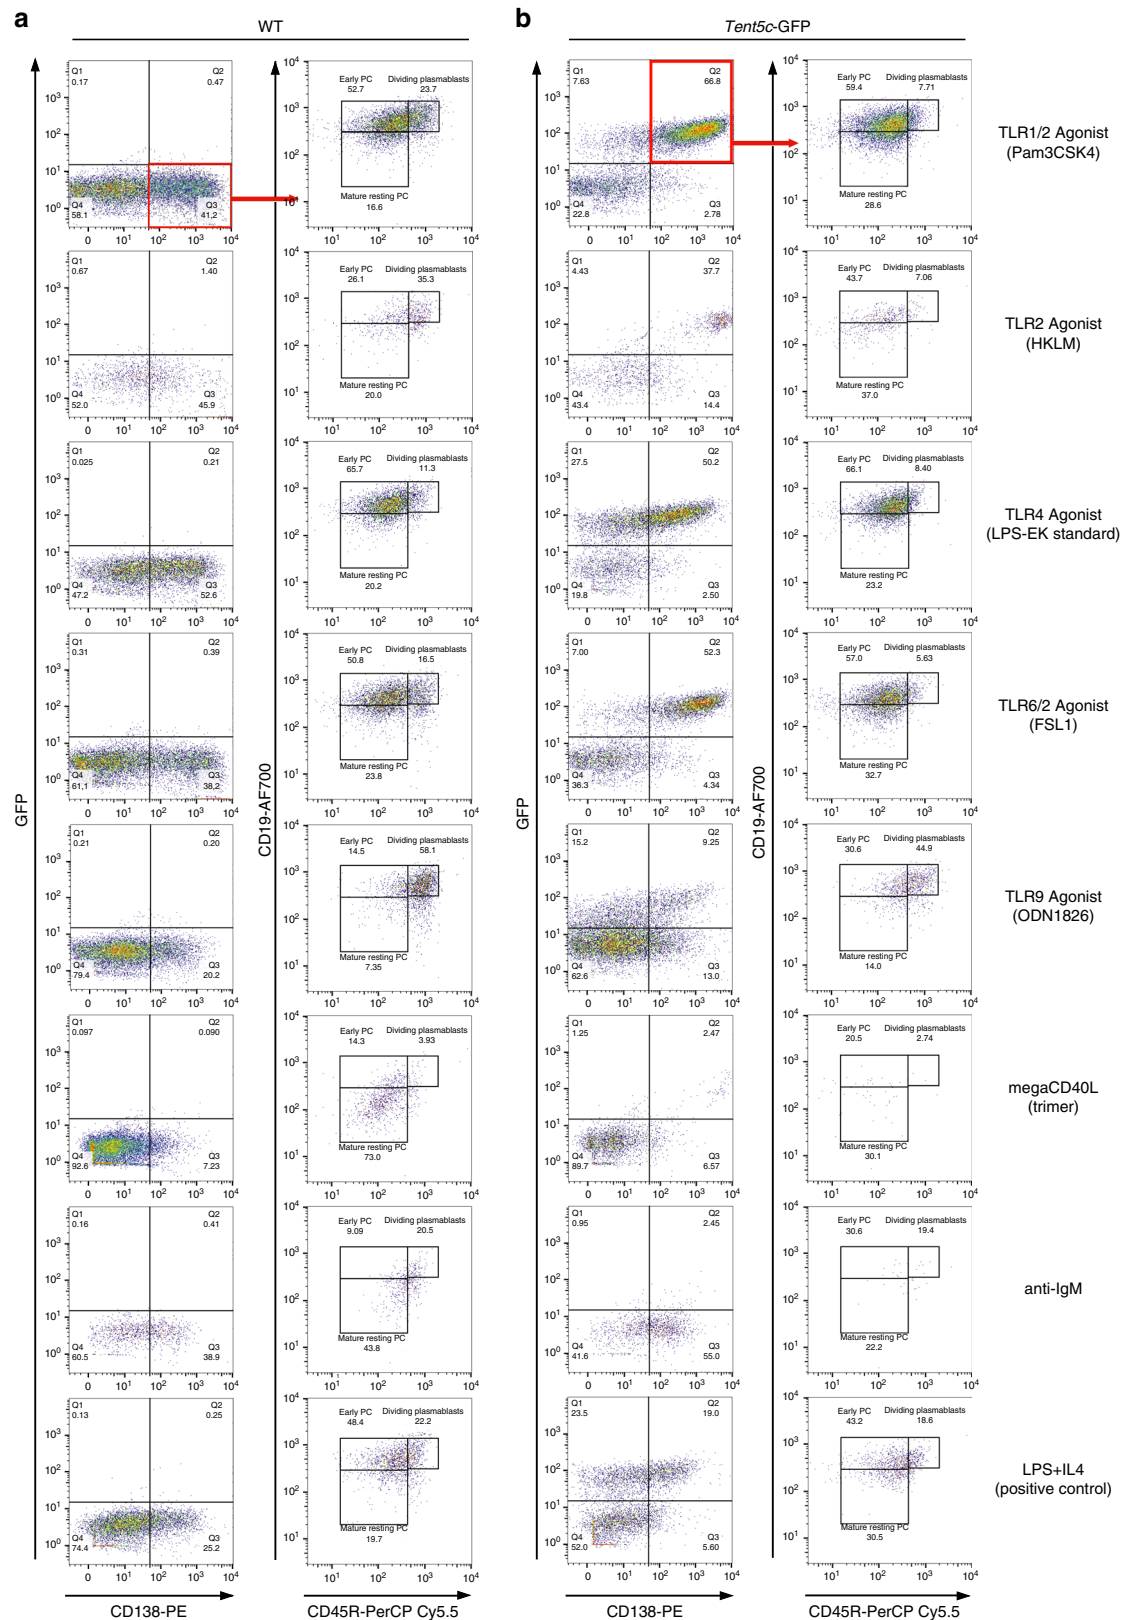 a
WT
b
Tent5c-GFP
Q1
0.17
Q2
0.47
Q4
58.1
Q3
41.2
Early PC
52.7
Dividing plasmablasts
23.7
Mature resting PC
16.6
Q1
7.63
Q2
66.8
Q4
22.8
Q3
2.78
Early PC
59.4
Dividing plasmablasts
7.71
Mature resting PC
28.6
TLR1/2 Agonist
(Pam3CSK4)
Q1
0.67
Q2
1.40
Q4
52.0
Q3
45.9
Early PC
26.1
Dividing plasmablasts
35.3
Mature resting PC
20.0
Q1
4.43
Q2
37.7
Q4
43.4
Q3
14.4
Early PC
43.7
Dividing plasmablasts
7.06
Mature resting PC
37.0
TLR2 Agonist
(HKLM)
Q1
0.025
Q2
0.21
Q4
47.2
Q3
52.6
Early PC
65.7
Dividing plasmablasts
11.3
Mature resting PC
20.2
Q1
27.5
Q2
50.2
Q4
19.8
Q3
2.50
Early PC
66.1
Dividing plasmablasts
8.40
Mature resting PC
23.2
TLR4 Agonist
(LPS-EK standard)
Q1
0.31
Q2
0.39
Q4
61.1
Q3
38.2
Early PC
50.8
Dividing plasmablasts
16.5
Mature resting PC
23.8
Q1
7.00
Q2
52.3
Q4
36.3
Q3
4.34
Early PC
57.0
Dividing plasmablasts
5.63
Mature resting PC
32.7
TLR6/2 Agonist
(FSL1)
Q1
0.21
Q2
0.20
Q4
79.4
Q3
20.2
Early PC
14.5
Dividing plasmablasts
58.1
Mature resting PC
7.35
Q1
15.2
Q2
9.25
Q4
62.6
Q3
13.0
Early PC
30.6
Dividing plasmablasts
44.9
Mature resting PC
14.0
TLR9 Agonist
(ODN1826)
Q1
0.097
Q2
0.090
Q4
92.6
Q3
7.23
Early PC
14.3
Dividing plasmablasts
3.93
Mature resting PC
73.0
Q1
1.25
Q2
2.47
Q4
89.7
Q3
6.57
Early PC
20.5
Dividing plasmablasts
2.74
Mature resting PC
30.1
megaCD40L
(trimer)
Q1
0.16
Q2
0.41
Q4
60.5
Q3
38.9
Early PC
9.09
Dividing plasmablasts
20.5
Mature resting PC
43.8
Q1
0.95
Q2
2.45
Q4
41.6
Q3
55.0
Early PC
30.6
Dividing plasmablasts
19.4
Mature resting PC
22.2
anti-IgM
Q1
0.13
Q2
0.25
Q4
74.4
Q3
25.2
Early PC
48.4
Dividing plasmablasts
22.2
Mature resting PC
19.7
Q1
23.5
Q2
19.0
Q4
52.0
Q3
5.60
Early PC
43.2
Dividing plasmablasts
18.6
Mature resting PC
30.5
LPS+IL4
(positive control)
GFP
CD19-AF700
GFP
CD19-AF700
CD138-PE
CD45R-PerCP Cy5.5
CD138-PE
CD45R-PerCP Cy5.5